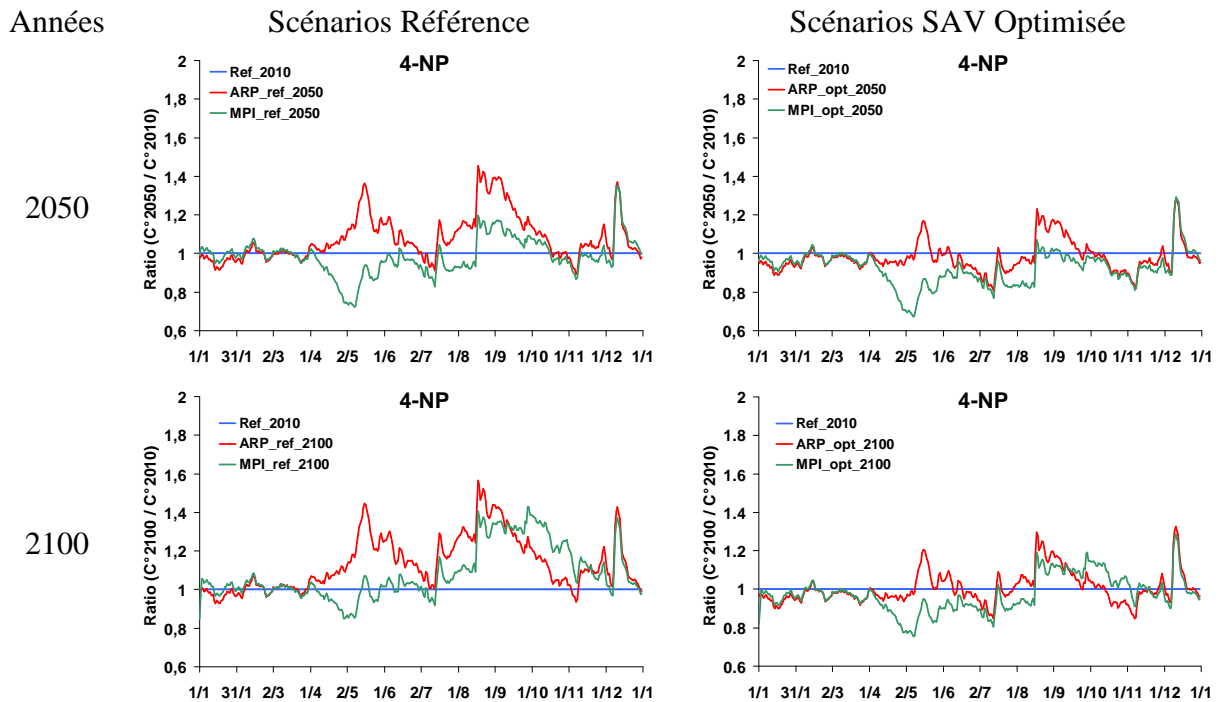 Années Scénarios Référence Scénarios SAV Optimisée
2050
4-NP
Ratio (C°2050 / C°2010)
Ref_2010
ARP_ref_2050
MPI_ref_2050
2
1,8
1,6
1,4
1,2
1
0,8
0,6
1/1 31/1 2/3 1/4 2/5 1/6 2/7 1/8 1/9 1/10 1/11 1/12 1/1
4-NP
Ratio (C°2050 / C°2010)
Ref_2010
ARP_opt_2050
MPI_opt_2050
2
1,8
1,6
1,4
1,2
1
0,8
0,6
1/1 31/1 2/3 1/4 2/5 1/6 2/7 1/8 1/9 1/10 1/11 1/12 1/1
2100
4-NP
Ratio (C°2100 / C°2010)
Ref_2010
ARP_ref_2100
MPI_ref_2100
2
1,8
1,6
1,4
1,2
1
0,8
0,6
1/1 31/1 2/3 1/4 2/5 1/6 2/7 1/8 1/9 1/10 1/11 1/12 1/1
4-NP
Ratio (C°2100 / C°2010)
Ref_2010
ARP_opt_2100
MPI_opt_2100
2
1,8
1,6
1,4
1,2
1
0,8
0,6
1/1 31/1 2/3 1/4 2/5 1/6 2/7 1/8 1/9 1/10 1/11 1/12 1/1